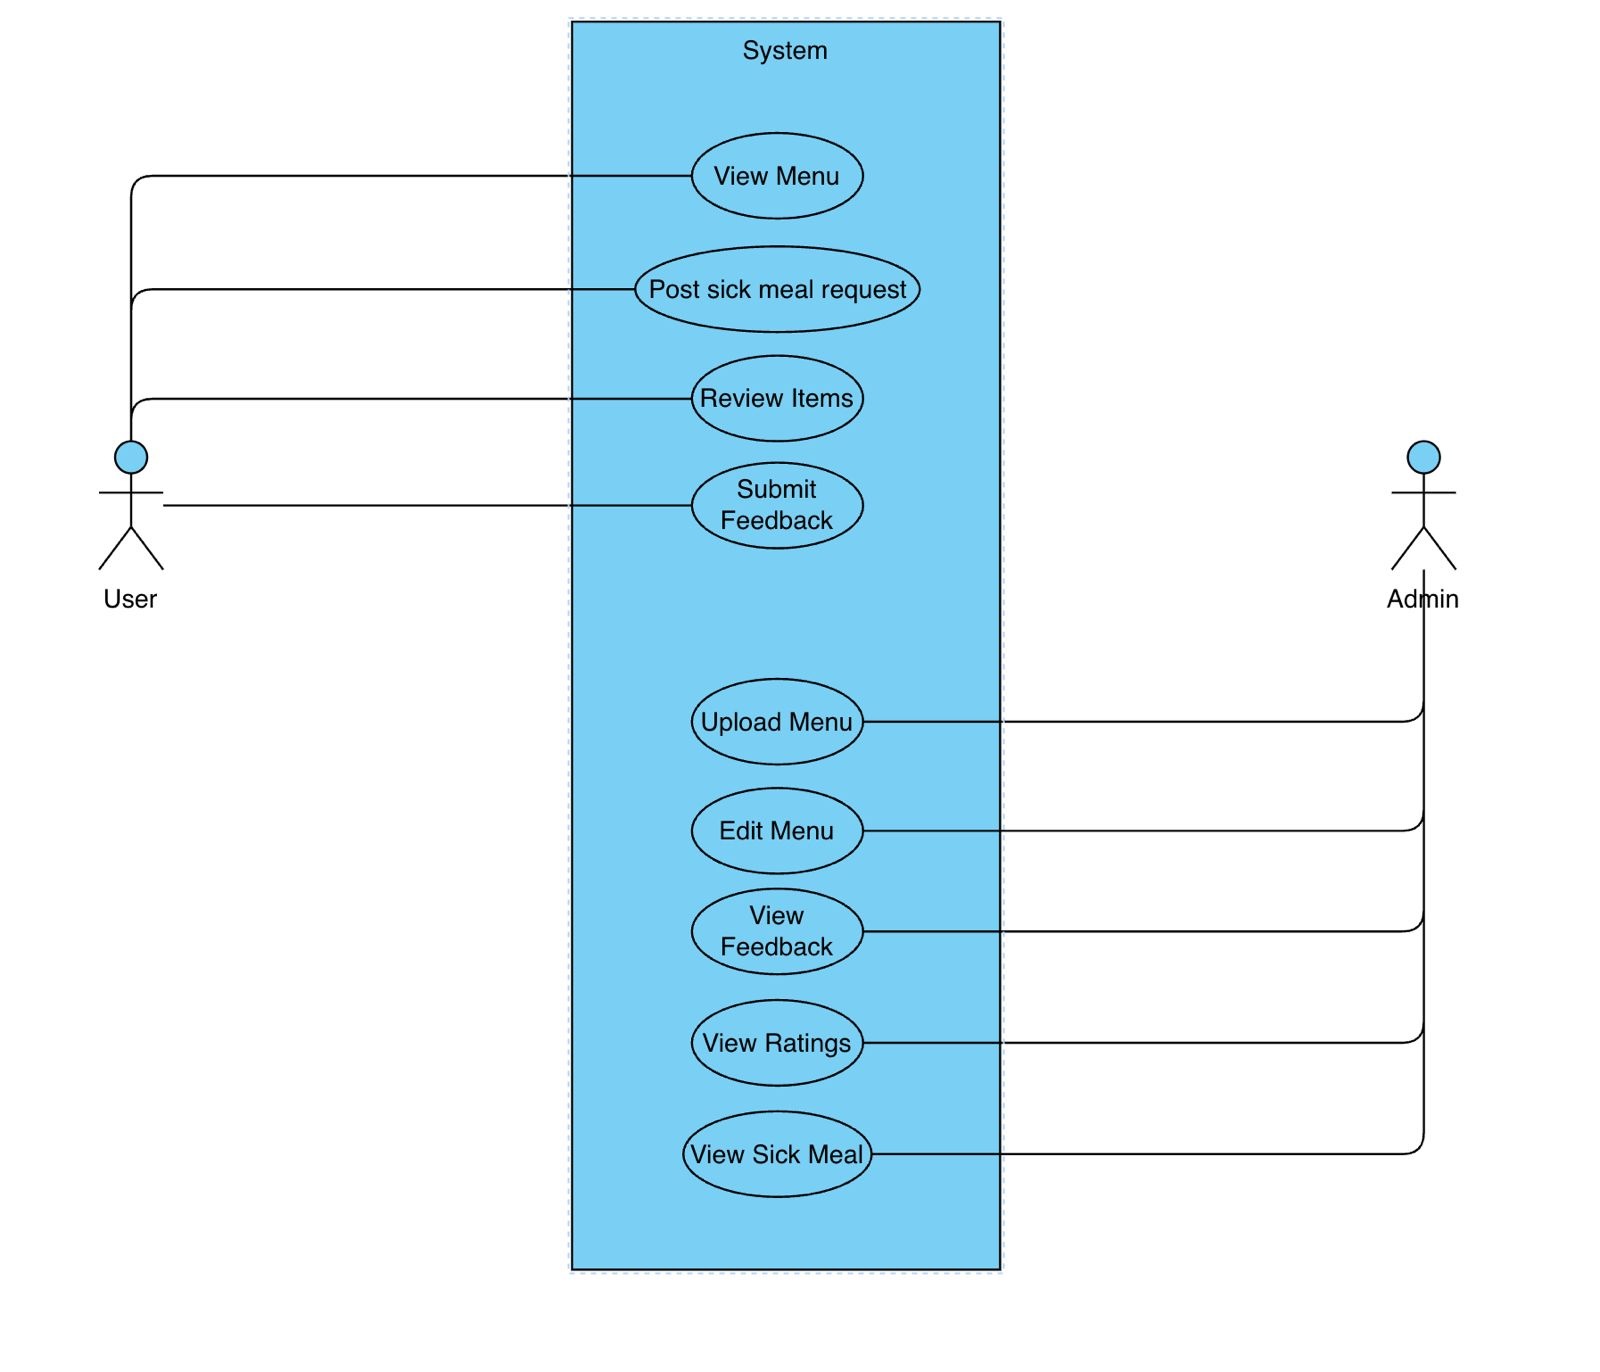 System
View Menu
Post sick meal request
Review Items
Submit
Feedback
User
Admin
Upload Menu
Edit Menu
View
Feedback
View Ratings
View Sick Meal